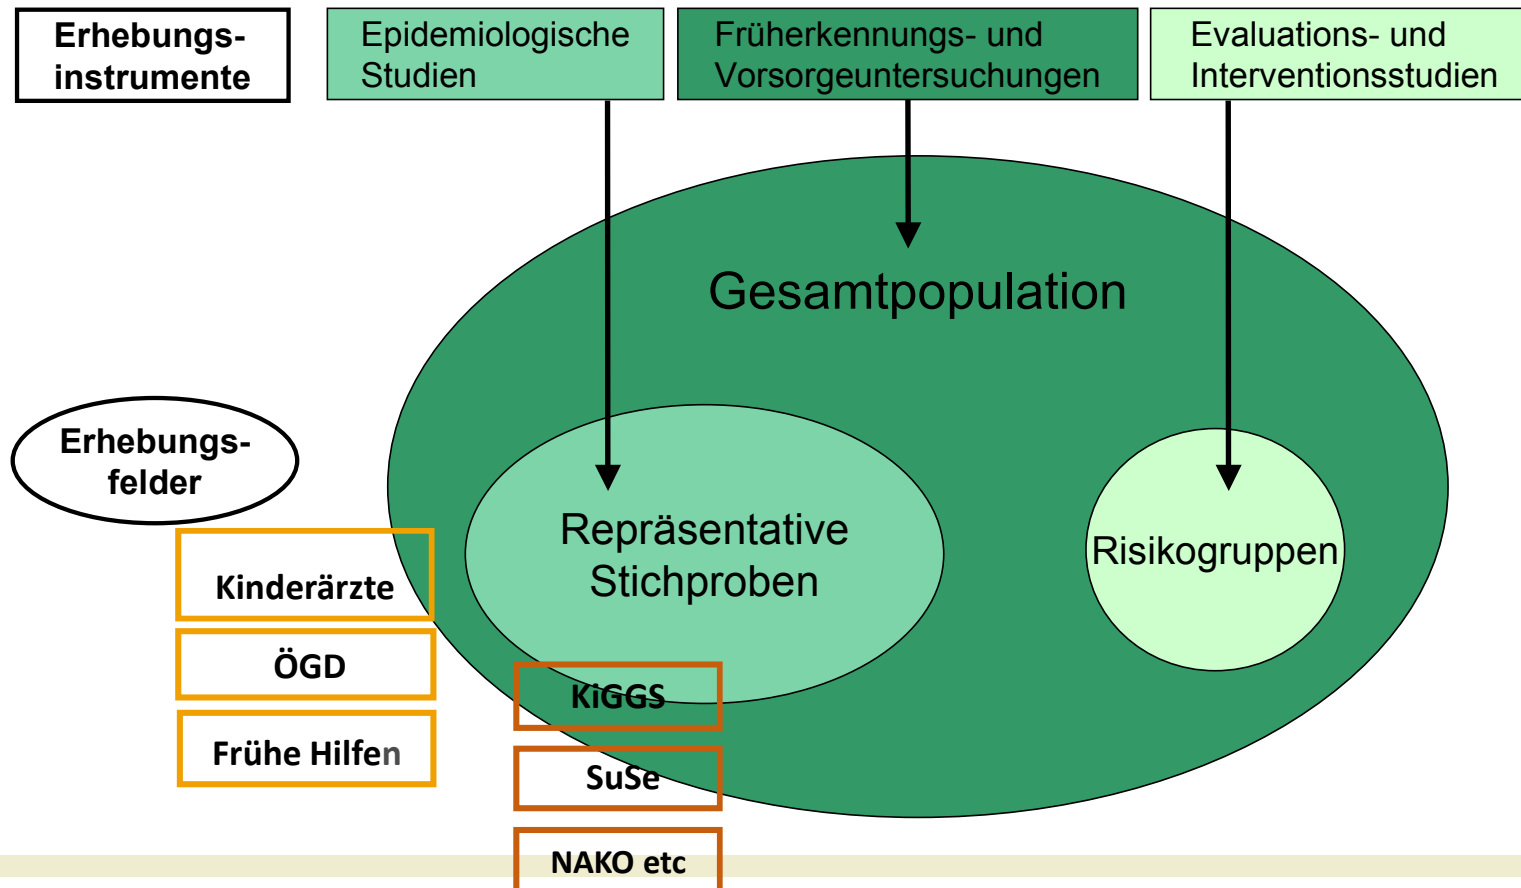 Erhebungs-
instrumente
Epidemiologische
Studien
Früherkennungs- und
Vorsorgeuntersuchungen
Evaluations- und
Interventionsstudien
Gesamtpopulation
Erhebungs-
felder
Repräsentative
Stichproben
Risikogruppen
Kinderärzte
ÖGD
Frühe Hilfen
KiGGS
SuSe
NAKO etc